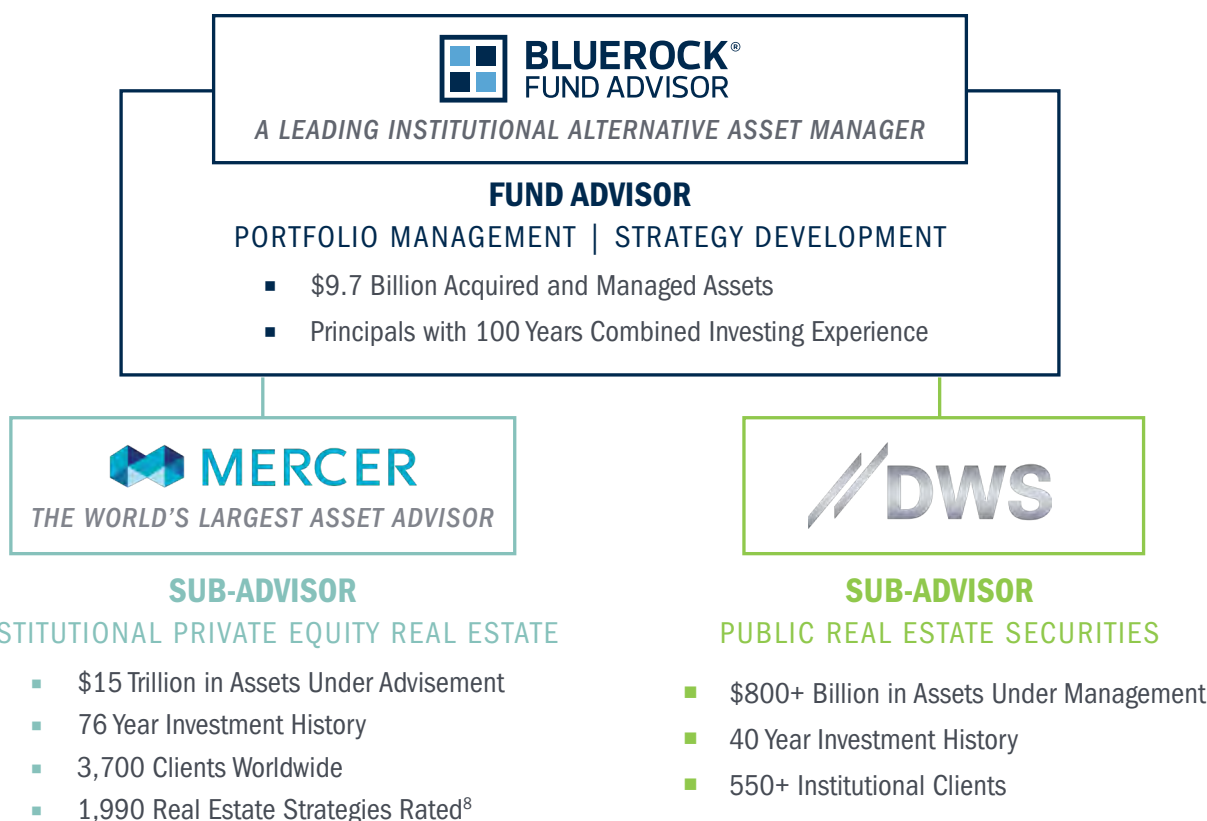 BLUEROCK®
FUND ADVISOR
A LEADING INSTITUTIONAL ALTERNATIVE ASSET MANAGER
FUND ADVISOR
PORTFOLIO MANAGEMENT | STRATEGY DEVELOPMENT
▪ $9.7 Billion Acquired and Managed Assets
▪ Principals with 100 Years Combined Investing Experience
MERCER
THE WORLD'S LARGEST ASSET ADVISOR
SUB-ADVISOR
STITUTIONAL PRIVATE EQUITY REAL ESTATE
▪ $15 Trillion in Assets Under Advisement
▪ 76 Year Investment History
▪ 3,700 Clients Worldwide
▪ 1,990 Real Estate Strategies Rated⁸
DWS
SUB-ADVISOR
PUBLIC REAL ESTATE SECURITIES
▪ $800+ Billion in Assets Under Management
▪ 40 Year Investment History
▪ 550+ Institutional Clients